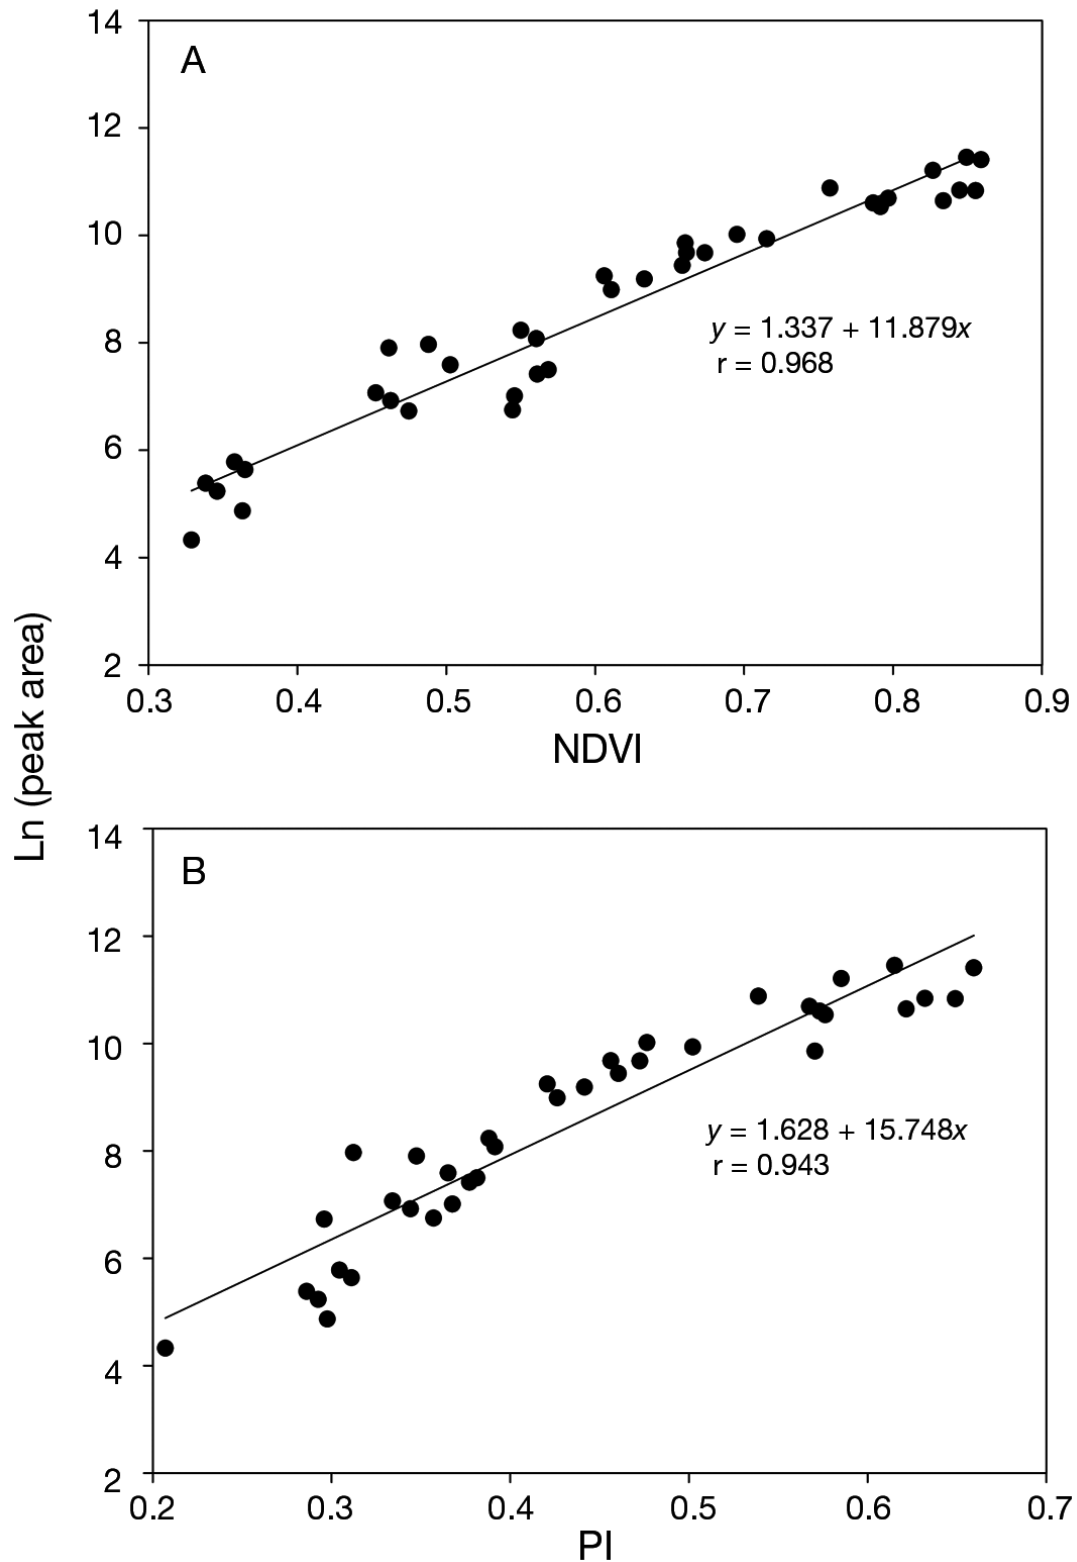 14
A
12
10
8
y = 1.337 + 11.879x
r = 0.968
6
4
2
0.3 0.4 0.5 0.6 0.7 0.8 0.9
NDVI
Ln (peak area)
14
B
12
10
8
y = 1.628 + 15.748x
r = 0.943
6
4
2
0.2 0.3 0.4 0.5 0.6 0.7
PI